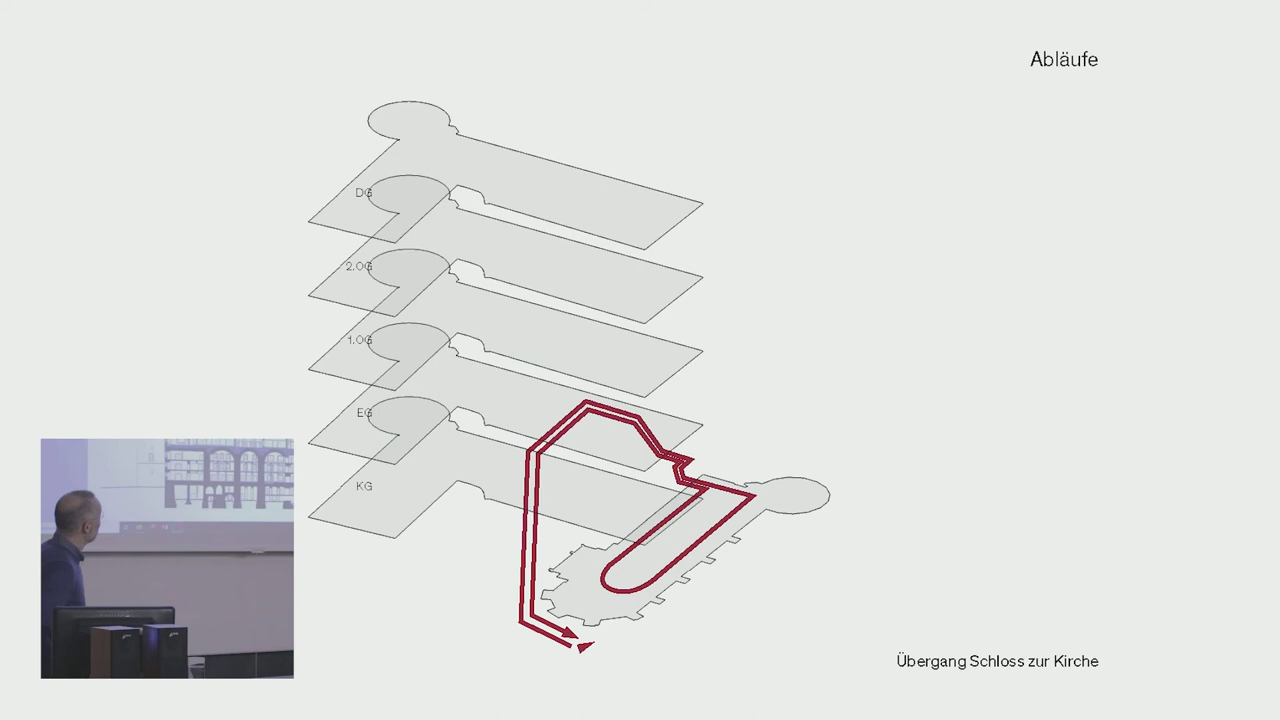 Abläufe
DG
2.OG
1.OG
EG
KG
Übergang Schloss zur Kirche